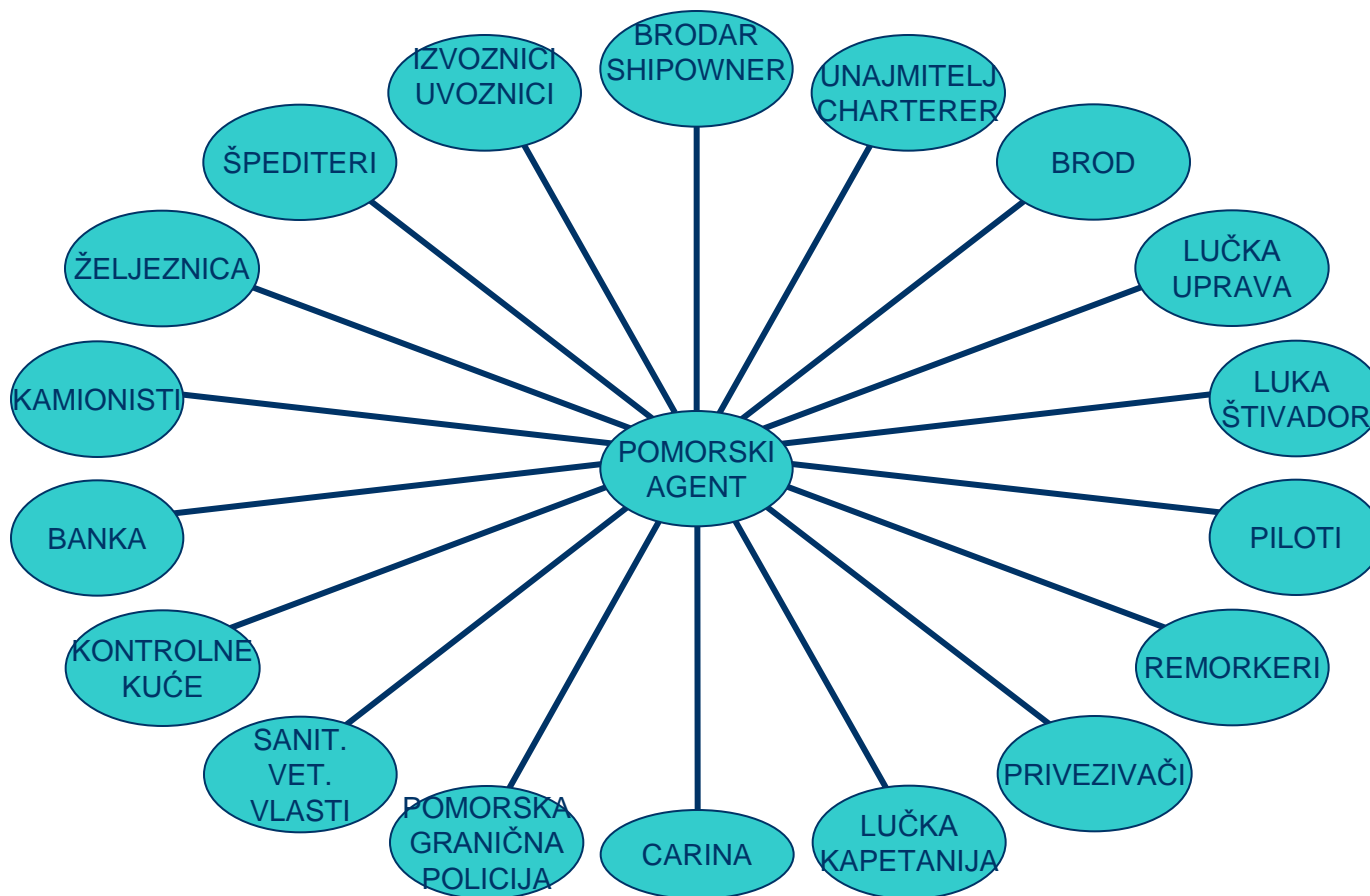 BRODAR
SHIPOWNER
UNAJMITELJ
CHARTERER
BROD
LUČKA
UPRAVA
LUKA
ŠTIVADOR
PILOTI
REMORKERI
PRIVEZIVAČI
LUČKA
KAPETANIJA
CARINA
POMORSKA
GRANIČNA
POLICIJA
SANIT.
VET.
VLASTI
KONTROLNE
KUĆE
BANKA
KAMIONISTI
ŽELJEZNICA
ŠPEDITERI
IZVOZNICI
UVOZNICI
POMORSKI
AGENT